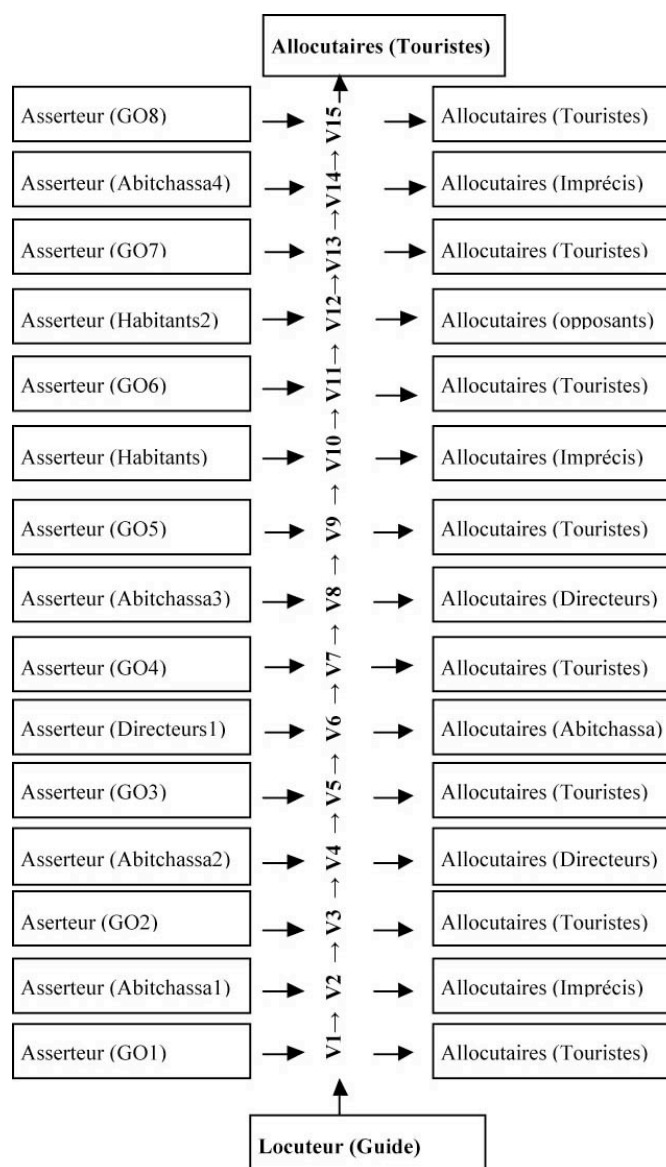 Allocutaires (Touristes)
Asserteur (GO8) → V15 → Allocutaires (Touristes)
Asserteur (Abitchassa4) → V14→ → Allocutaires (Imprécis)
Asserteur (GO7) → V13→ → Allocutaires (Touristes)
Asserteur (Habitants2) → V12→ → Allocutaires (opposants)
Asserteur (GO6) → V11→ → Allocutaires (Touristes)
Asserteur (Habitants) → V10→ → Allocutaires (Imprécis)
Asserteur (GO5) → V9 → → Allocutaires (Touristes)
Asserteur (Abitchassa3) → V8 → → Allocutaires (Directeurs)
Asserteur (GO4) → V7 → → Allocutaires (Touristes)
Asserteur (Directeurs1) → V6 → → Allocutaires (Abitchassa)
Asserteur (GO3) → V5 → → Allocutaires (Touristes)
Asserteur (Abitchassa2) → V4 → → Allocutaires (Directeurs)
Aserteur (GO2) → V3 → → Allocutaires (Touristes)
Asserteur (Abitchassa1) → V2 → → Allocutaires (Imprécis)
Asserteur (GO1) → V1→ → Allocutaires (Touristes)
Locuteur (Guide)